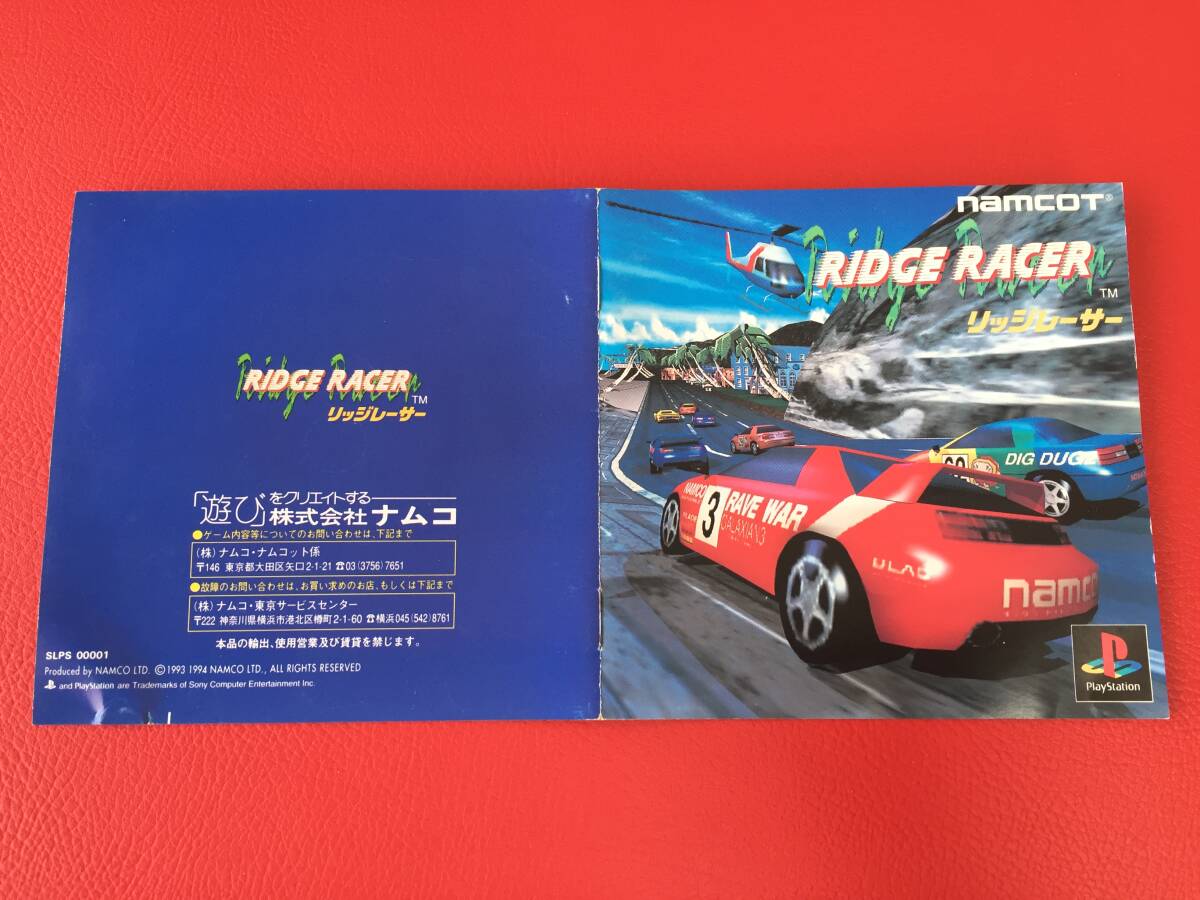 RIDGE RACER
Ridge Racer
TM
リッジレーサー
「遊び」をクリエイトする
株式会社ナムコ
●ゲーム内容等についてのお問い合わせは、下記まで
(株)ナムコ・ナムコット係
〒146 東京都大田区矢口2-1-21 ☎03(3756)7651
●故障のお問い合わせは、お買い求めのお店、もしくは下記まで
(株)ナムコ・東京サービスセンター
〒222 神奈川県横浜市港北区樽町2-1-60 ☎横浜045(542)8761
本品の輸出、使用営業及び賃貸を禁じます。
SLPS 00001
Produced by NAMCO LTD. ©1993 1994 NAMCO LTD., ALL RIGHTS RESERVED
and PlayStation are Trademarks of Sony Computer Entertainment Inc.
namcoT®
RIDGE RACER
Ridge Racer
TM
リッジレーサー
DIG DUG
NAMCO
3
RAVE WAR
GALAXIAN3
namco
PlayStation